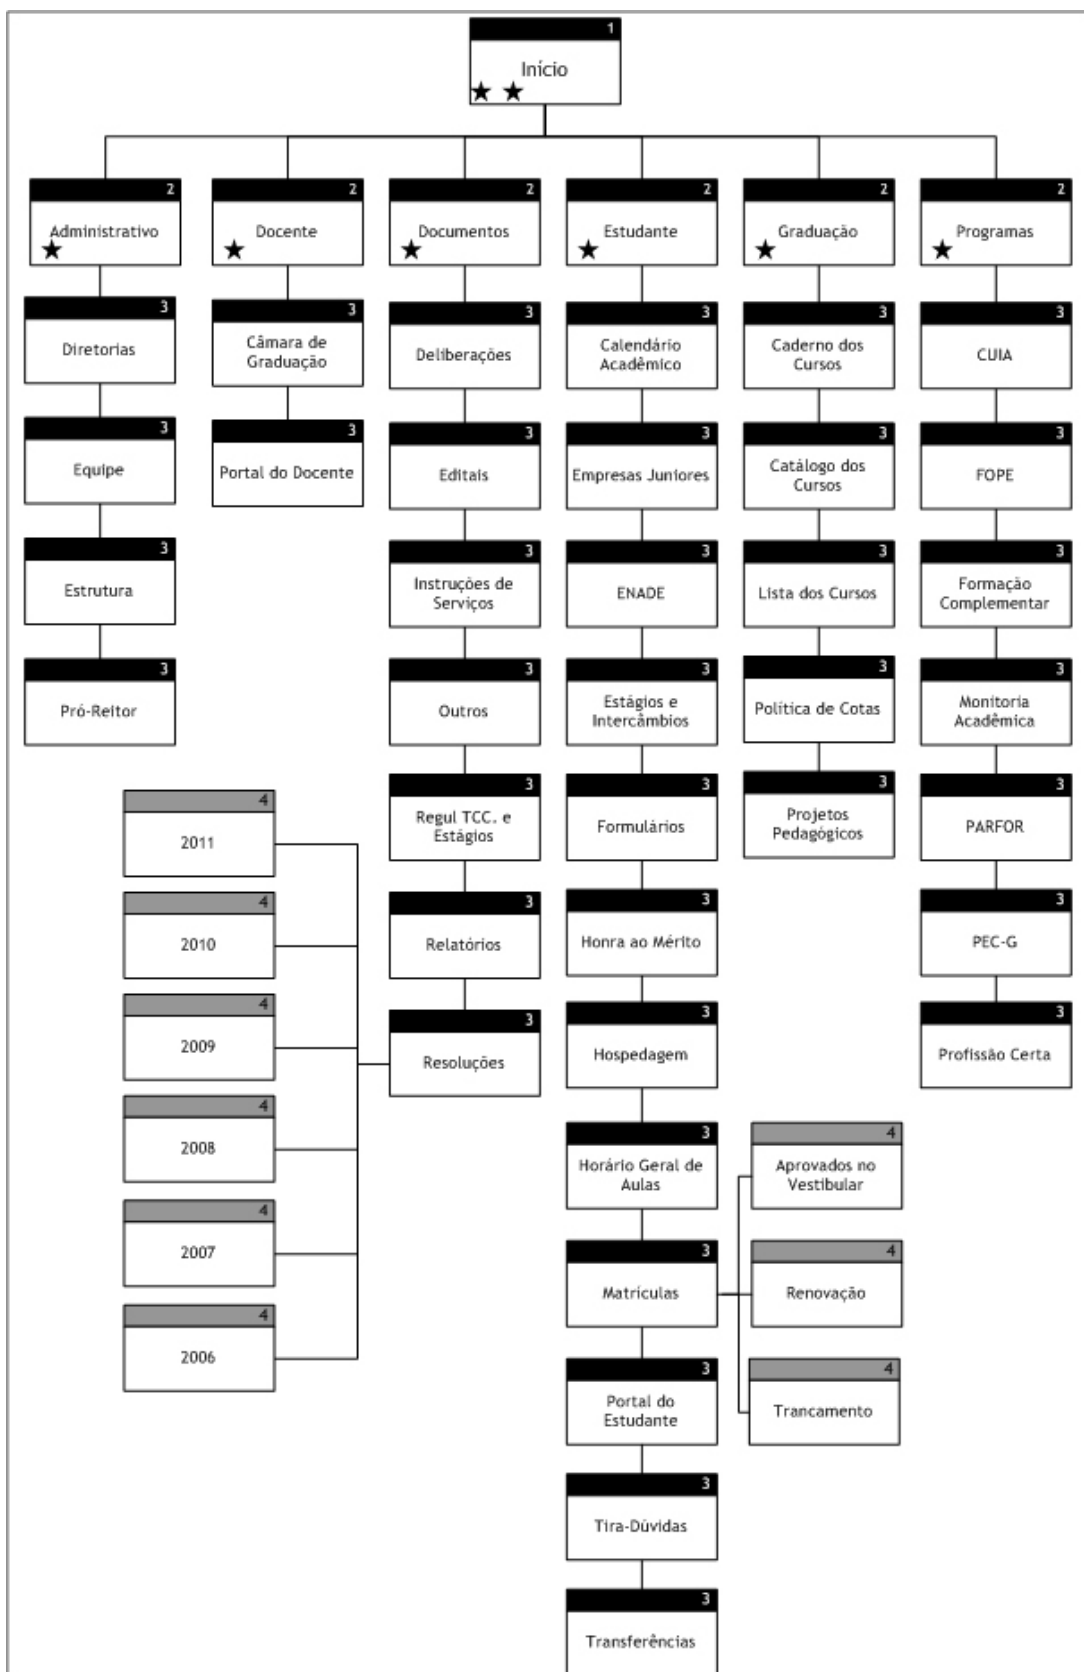 1
Início
2
Administrativo
2
Docente
2
Documentos
2
Estudante
2
Graduação
2
Programas
3
Diretorias
3
Equipe
3
Estrutura
3
Pró-Reitor
3
Câmara de
Graduação
3
Portal do Docente
3
Deliberações
3
Editais
3
Instruções de
Serviços
3
Outros
3
Regul TCC. e
Estágios
3
Relatórios
3
Resoluções
4
2011
4
2010
4
2009
4
2008
4
2007
4
2006
3
Calendário
Acadêmico
3
Empresas Juniores
3
ENADE
3
Estágios e
Intercâmbios
3
Formulários
3
Honra ao Mérito
3
Hospedagem
3
Horário Geral de
Aulas
3
Matrículas
4
Aprovados no
Vestibular
4
Renovação
4
Trancamento
3
Portal do
Estudante
3
Tira-Dúvidas
3
Transferências
3
Caderno dos
Cursos
3
Catálogo dos
Cursos
3
Lista dos Cursos
3
Política de Cotas
3
Projetos
Pedagógicos
3
CUIA
3
FOPE
3
Formação
Complementar
3
Monitoria
Acadêmica
3
PARFOR
3
PEC-G
3
Profissão Certa